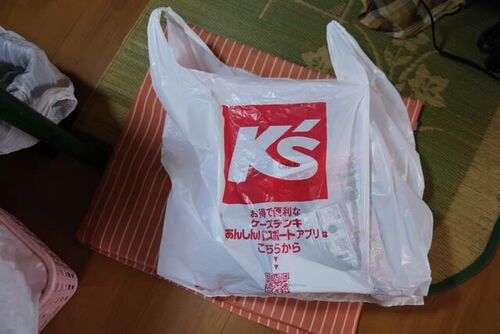 K's
お得で便利な
ケーズデンキ
あんしんパスポートアプリは
こちらから